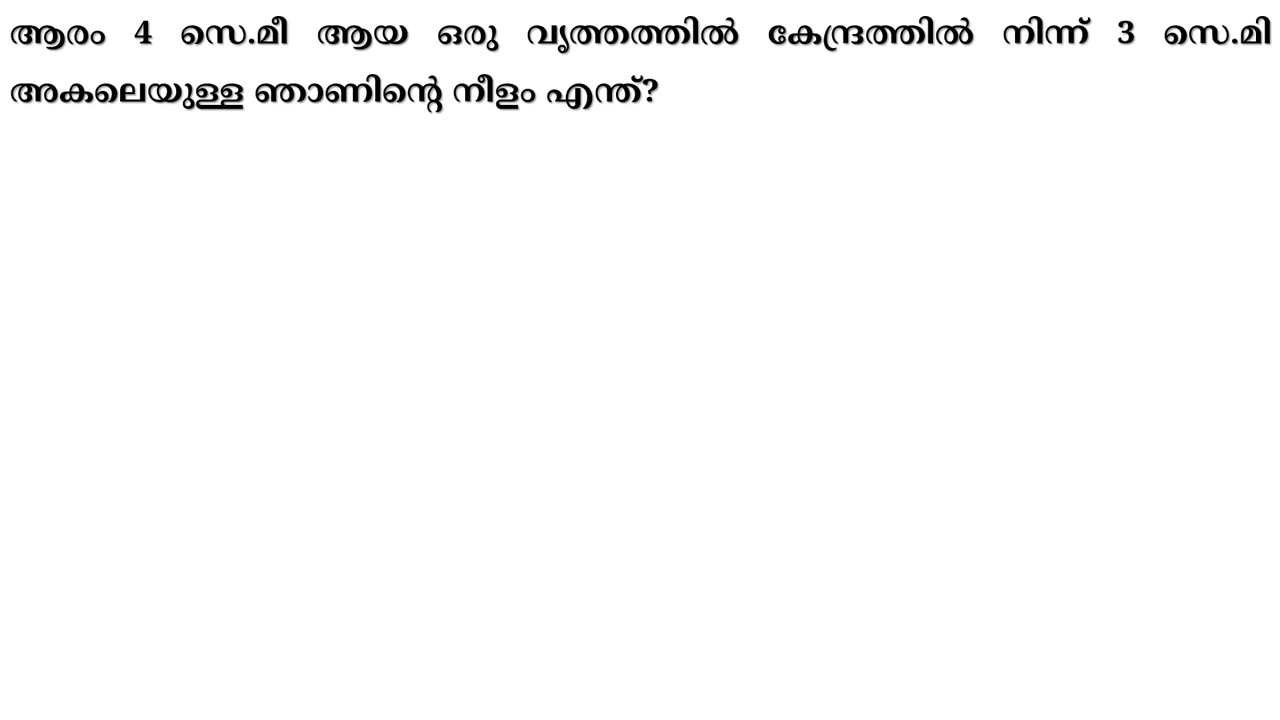 ആരം 4 സെ.മീ ആയ ഒരു വൃത്തത്തിൽ കേന്ദ്രത്തിൽ നിന്ന് 3 സെ.മി
അകലെയുള്ള ഞാണിന്റെ നീളം എന്ത്?